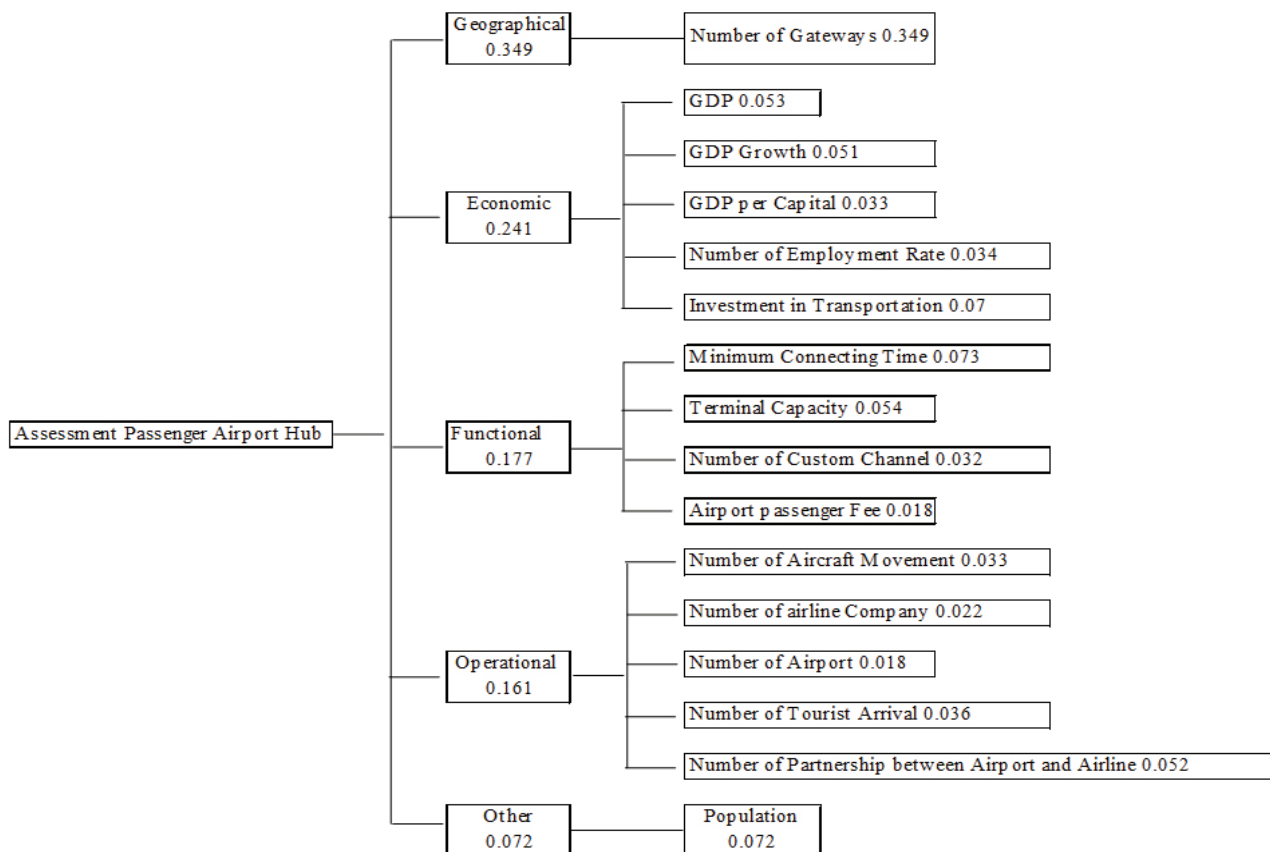 Assessment Passenger Airport Hub
Geographical
0.349
Number of Gateways 0.349
Economic
0.241
GDP 0.053
GDP Growth 0.051
GDP per Capital 0.033
Number of Employment Rate 0.034
Investment in Transportation 0.07
Functional
0.177
Minimum Connecting Time 0.073
Terminal Capacity 0.054
Number of Custom Channel 0.032
Airport passenger Fee 0.018
Operational
0.161
Number of Aircraft Movement 0.033
Number of airline Company 0.022
Number of Airport 0.018
Number of Tourist Arrival 0.036
Number of Partnership between Airport and Airline 0.052
Other
0.072
Population
0.072